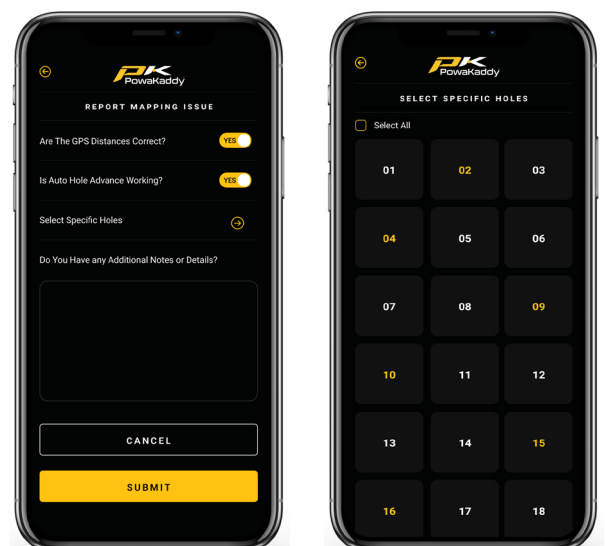 PK
PowaKaddy
REPORT MAPPING ISSUE
Are The GPS Distances Correct? YES
Is Auto Hole Advance Working? YES
Select Specific Holes
Do You Have any Additional Notes or Details?
CANCEL
SUBMIT
PK
PowaKaddy
SELECT SPECIFIC HOLES
Select All
01 02 03
04 05 06
07 08 09
10 11 12
13 14 15
16 17 18